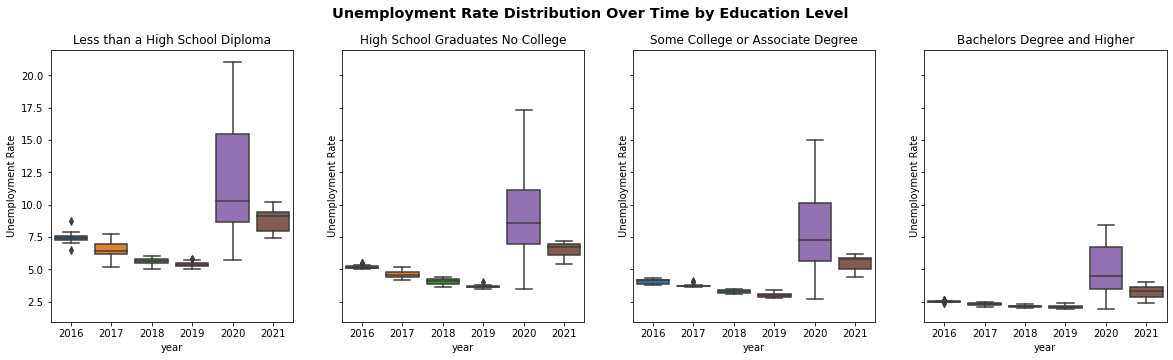 Unemployment Rate Distribution Over Time by Education Level
Less than a High School Diploma
Unemployment Rate
20.0
17.5
15.0
12.5
10.0
7.5
5.0
2.5
2016 2017 2018 2019 2020 2021
year
High School Graduates No College
Unemployment Rate
2016 2017 2018 2019 2020 2021
year
Some College or Associate Degree
Unemployment Rate
2016 2017 2018 2019 2020 2021
year
Bachelors Degree and Higher
Unemployment Rate
2016 2017 2018 2019 2020 2021
year